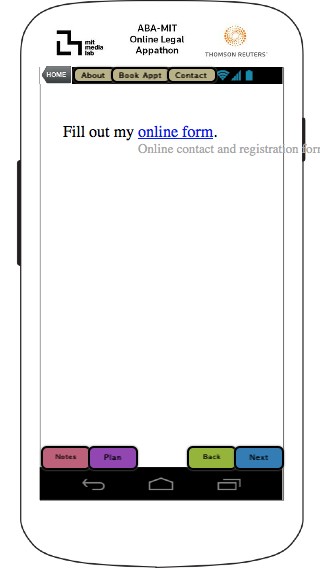 mit
media
lab
ABA-MIT
Online Legal
Appathon
THOMSON REUTERS
HOME About Book Appt Contact
Fill out my online form.
Online contact and registration form
Notes Plan Back Next